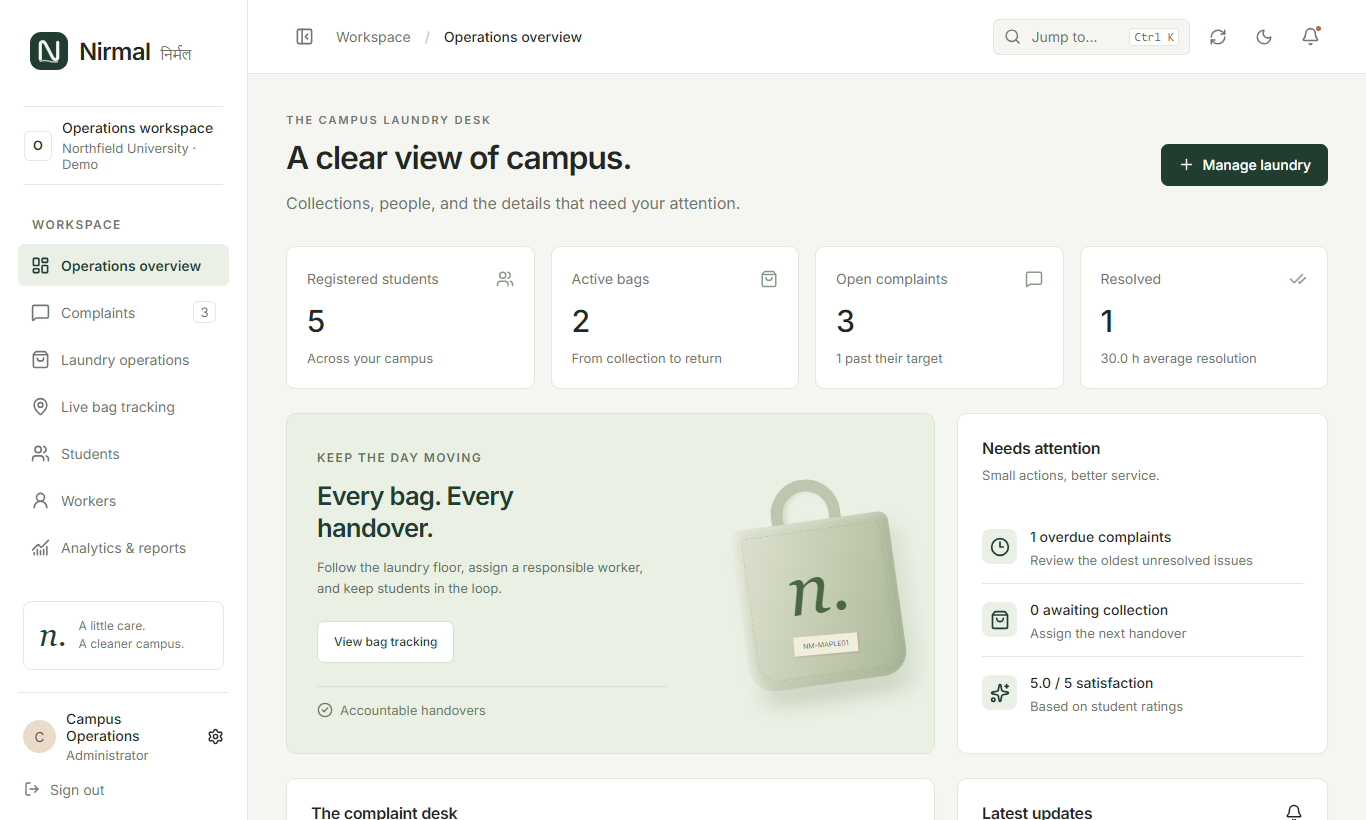 Nirmal निर्मल
Workspace / Operations overview
Jump to...
Ctrl K
O
Operations workspace
Northfield University ·
Demo
WORKSPACE
Operations overview
Complaints
3
Laundry operations
Live bag tracking
Students
Workers
Analytics & reports
n.
A little care.
A cleaner campus.
C
Campus
Operations
Administrator
Sign out
THE CAMPUS LAUNDRY DESK
A clear view of campus.
Collections, people, and the details that need your attention.
Manage laundry
Registered students
5
Across your campus
Active bags
2
From collection to return
Open complaints
3
1 past their target
Resolved
1
30.0 h average resolution
KEEP THE DAY MOVING
Every bag. Every
handover.
Follow the laundry floor, assign a responsible worker,
and keep students in the loop.
View bag tracking
Accountable handovers
n.
NM-MAPLE01
Needs attention
Small actions, better service.
1 overdue complaints
Review the oldest unresolved issues
0 awaiting collection
Assign the next handover
5.0 / 5 satisfaction
Based on student ratings
The complaint desk
Latest updates